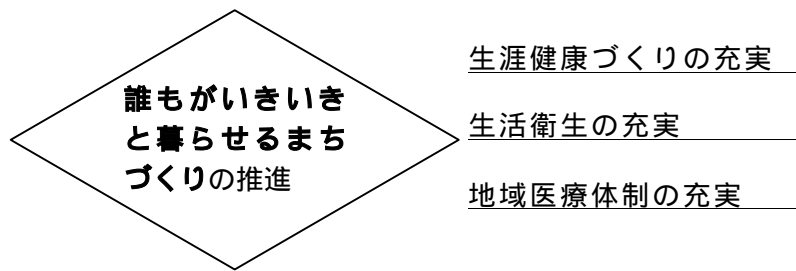 誰もがいきいき
と暮らせるまち
づくりの推進
生涯健康づくりの充実
生活衛生の充実
地域医療体制の充実